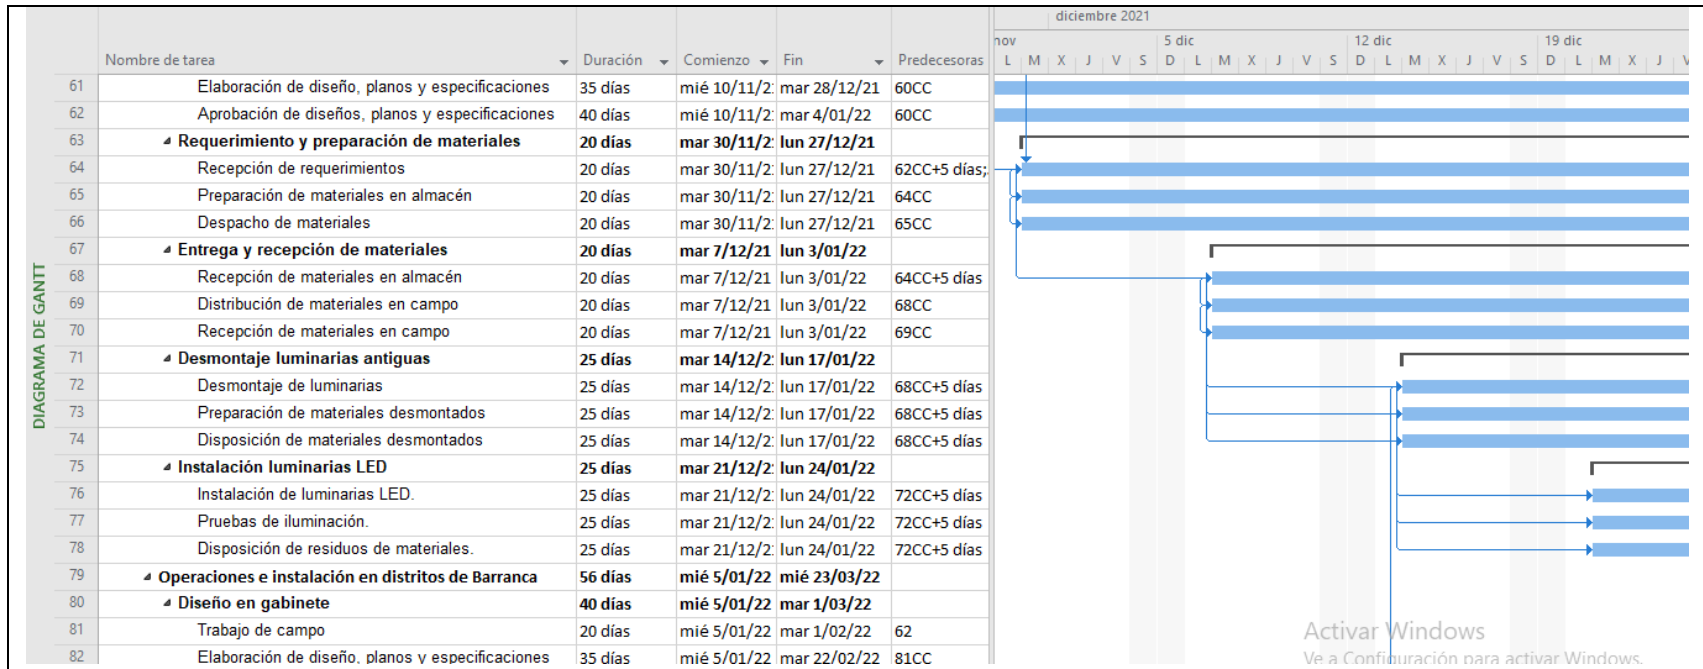 diciembre 2021
nov 5 dic 12 dic 19 dic
Nombre de tarea Duración Comienzo Fin Predecesoras L M X J V S D L M X J V S D L M X J V S D L M X J V
61 Elaboración de diseño, planos y especificaciones 35 días mié 10/11/2 mar 28/12/21 60CC
62 Aprobación de diseños, planos y especificaciones 40 días mié 10/11/2 mar 4/01/22 60CC
63 Requerimiento y preparación de materiales 20 días mar 30/11/2 lun 27/12/21
64 Recepción de requerimientos 20 días mar 30/11/2 lun 27/12/21 62CC+5 días;
65 Preparación de materiales en almacén 20 días mar 30/11/2 lun 27/12/21 64CC
66 Despacho de materiales 20 días mar 30/11/2 lun 27/12/21 65CC
67 Entrega y recepción de materiales 20 días mar 7/12/21 lun 3/01/22
68 Recepción de materiales en almacén 20 días mar 7/12/21 lun 3/01/22 64CC+5 días
69 Distribución de materiales en campo 20 días mar 7/12/21 lun 3/01/22 68CC
70 Recepción de materiales en campo 20 días mar 7/12/21 lun 3/01/22 69CC
71 Desmontaje luminarias antiguas 25 días mar 14/12/2 lun 17/01/22
72 Desmontaje de luminarias 25 días mar 14/12/2 lun 17/01/22 68CC+5 días
73 Preparación de materiales desmontados 25 días mar 14/12/2 lun 17/01/22 68CC+5 días
74 Disposición de materiales desmontados 25 días mar 14/12/2 lun 17/01/22 68CC+5 días
75 Instalación luminarias LED 25 días mar 21/12/2 lun 24/01/22
76 Instalación de luminarias LED. 25 días mar 21/12/2 lun 24/01/22 72CC+5 días
77 Pruebas de iluminación. 25 días mar 21/12/2 lun 24/01/22 72CC+5 días
78 Disposición de residuos de materiales. 25 días mar 21/12/2 lun 24/01/22 72CC+5 días
79 Operaciones e instalación en distritos de Barranca 56 días mié 5/01/22 mié 23/03/22
80 Diseño en gabinete 40 días mié 5/01/22 mar 1/03/22
81 Trabajo de campo 20 días mié 5/01/22 mar 1/02/22 62
82 Elaboración de diseño, planos y especificaciones 35 días mié 5/01/22 mar 22/02/22 81CC
DIAGRAMA DE GANTT
Activar Windows
Ve a Configuración para activar Windows.